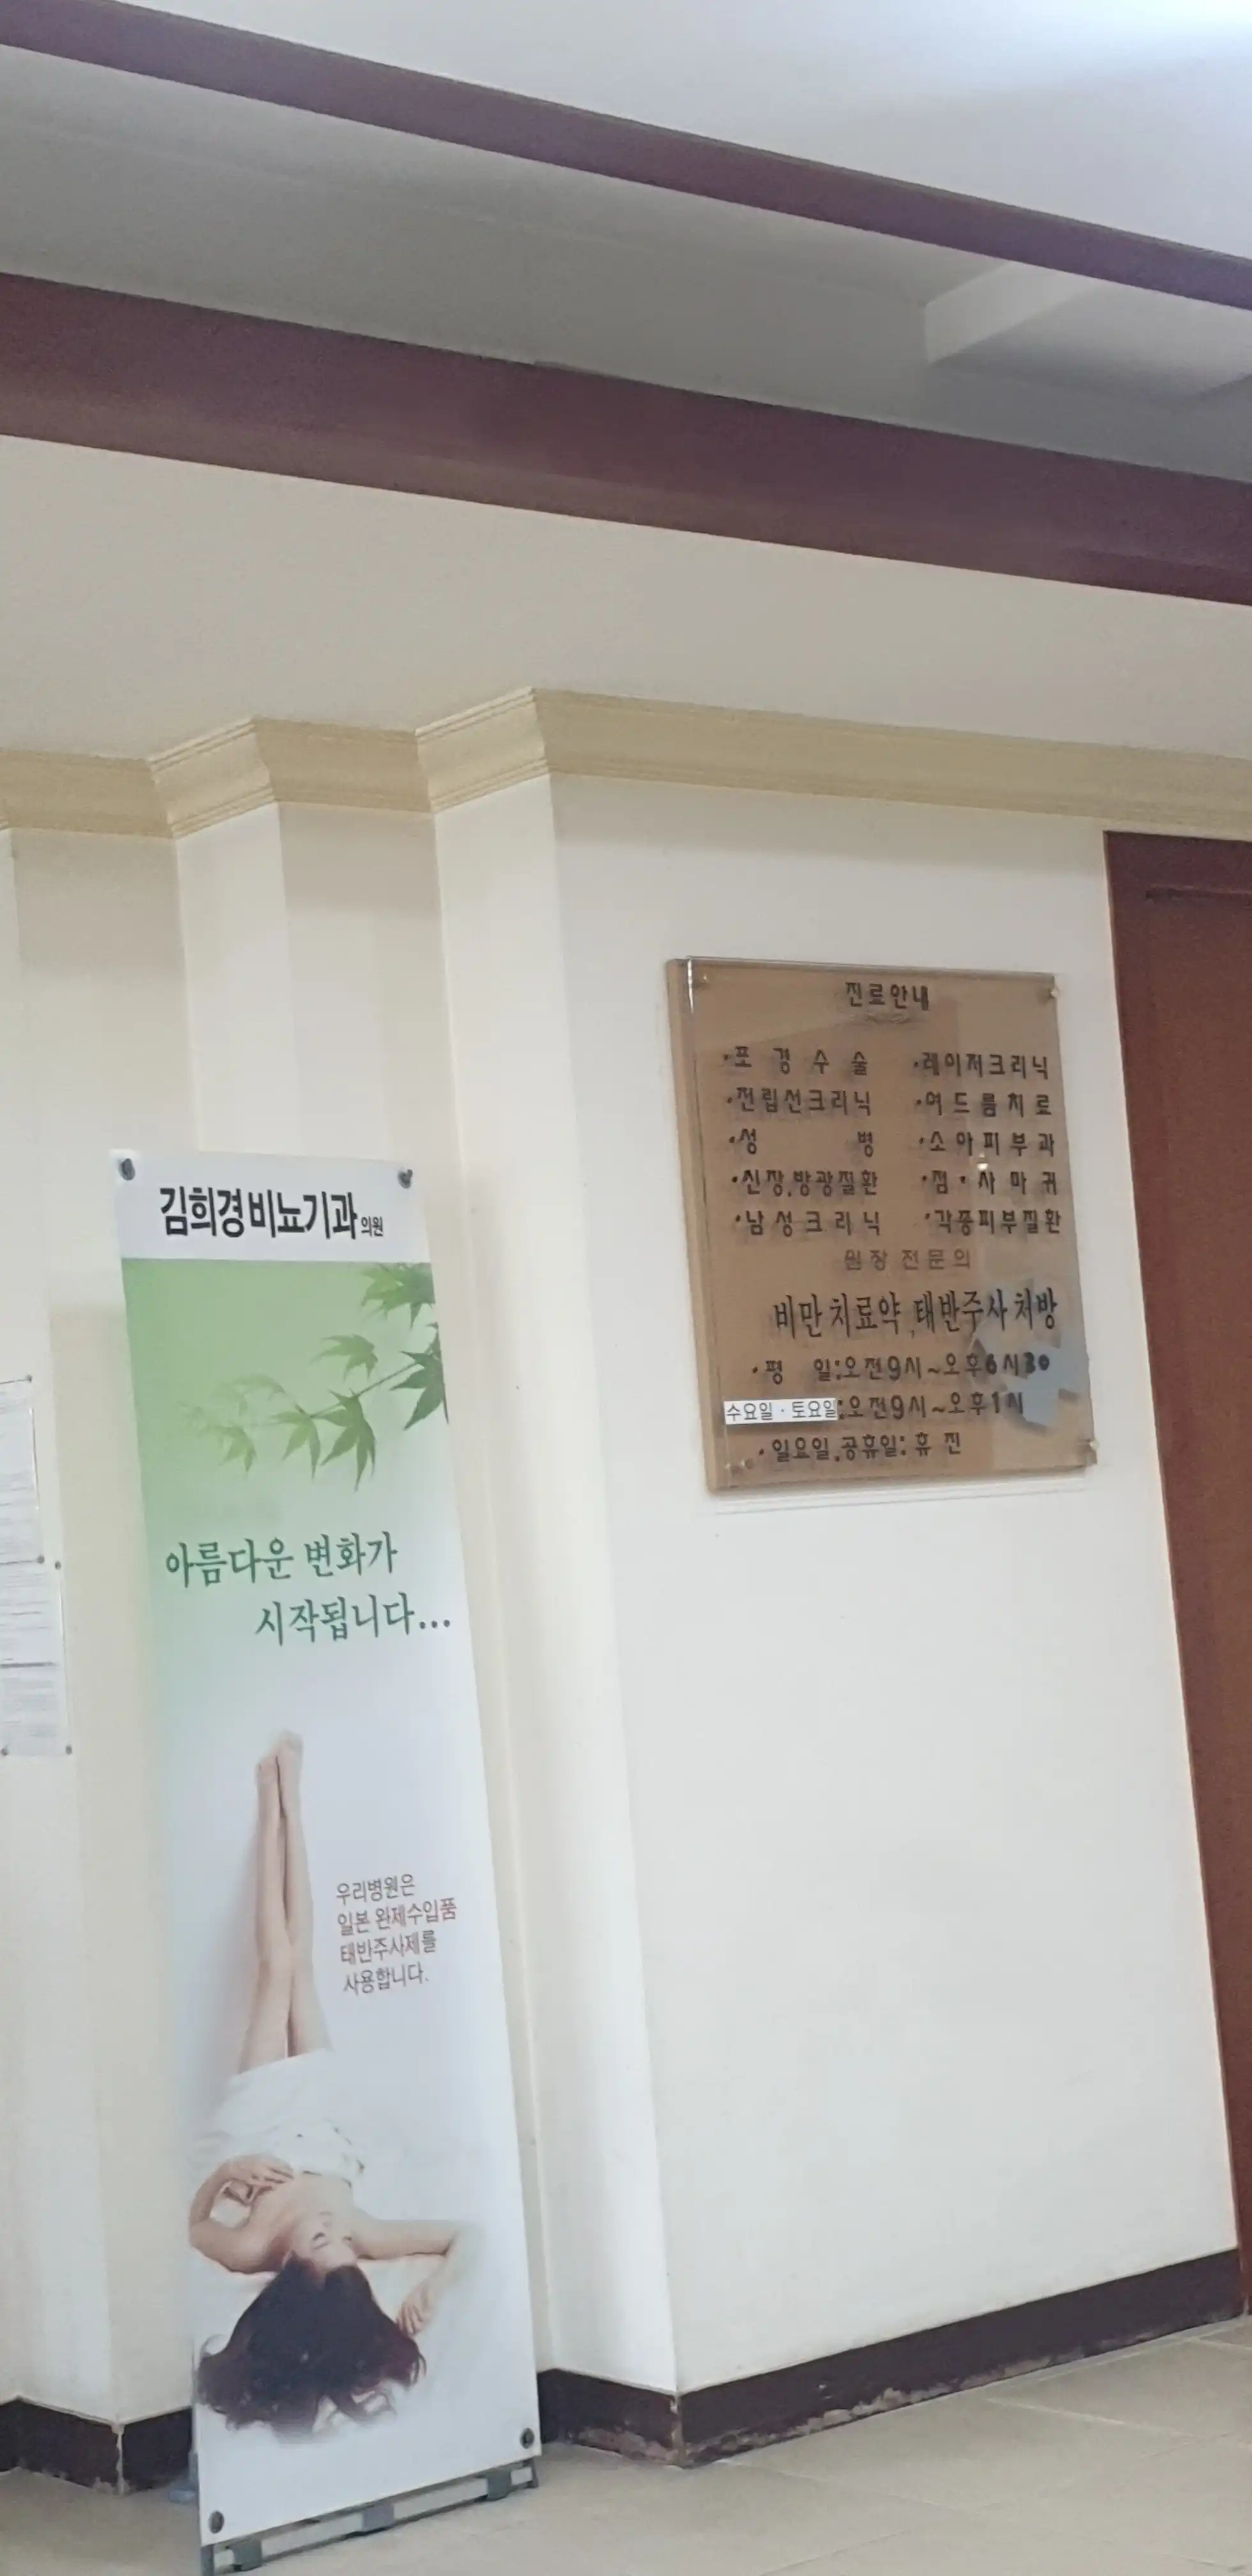 김희경비뇨기과의원
아름다운 변화가
시작됩니다...
우리병원은
일본 완제수입품
태반주사제를
사용합니다.
진료안내
·포경수술 ·레이저크리닉
·전립선크리닉 ·여드름치료
·성병 ·소아피부과
·신장,방광질환 ·점·사마귀
·남성크리닉 ·각종피부질환
원장 전문의
비만 치료약, 태반주사 처방
·평 일:오전9시~오후6시30
수요일·토요일:오전9시~오후1시
·일요일,공휴일:휴 진